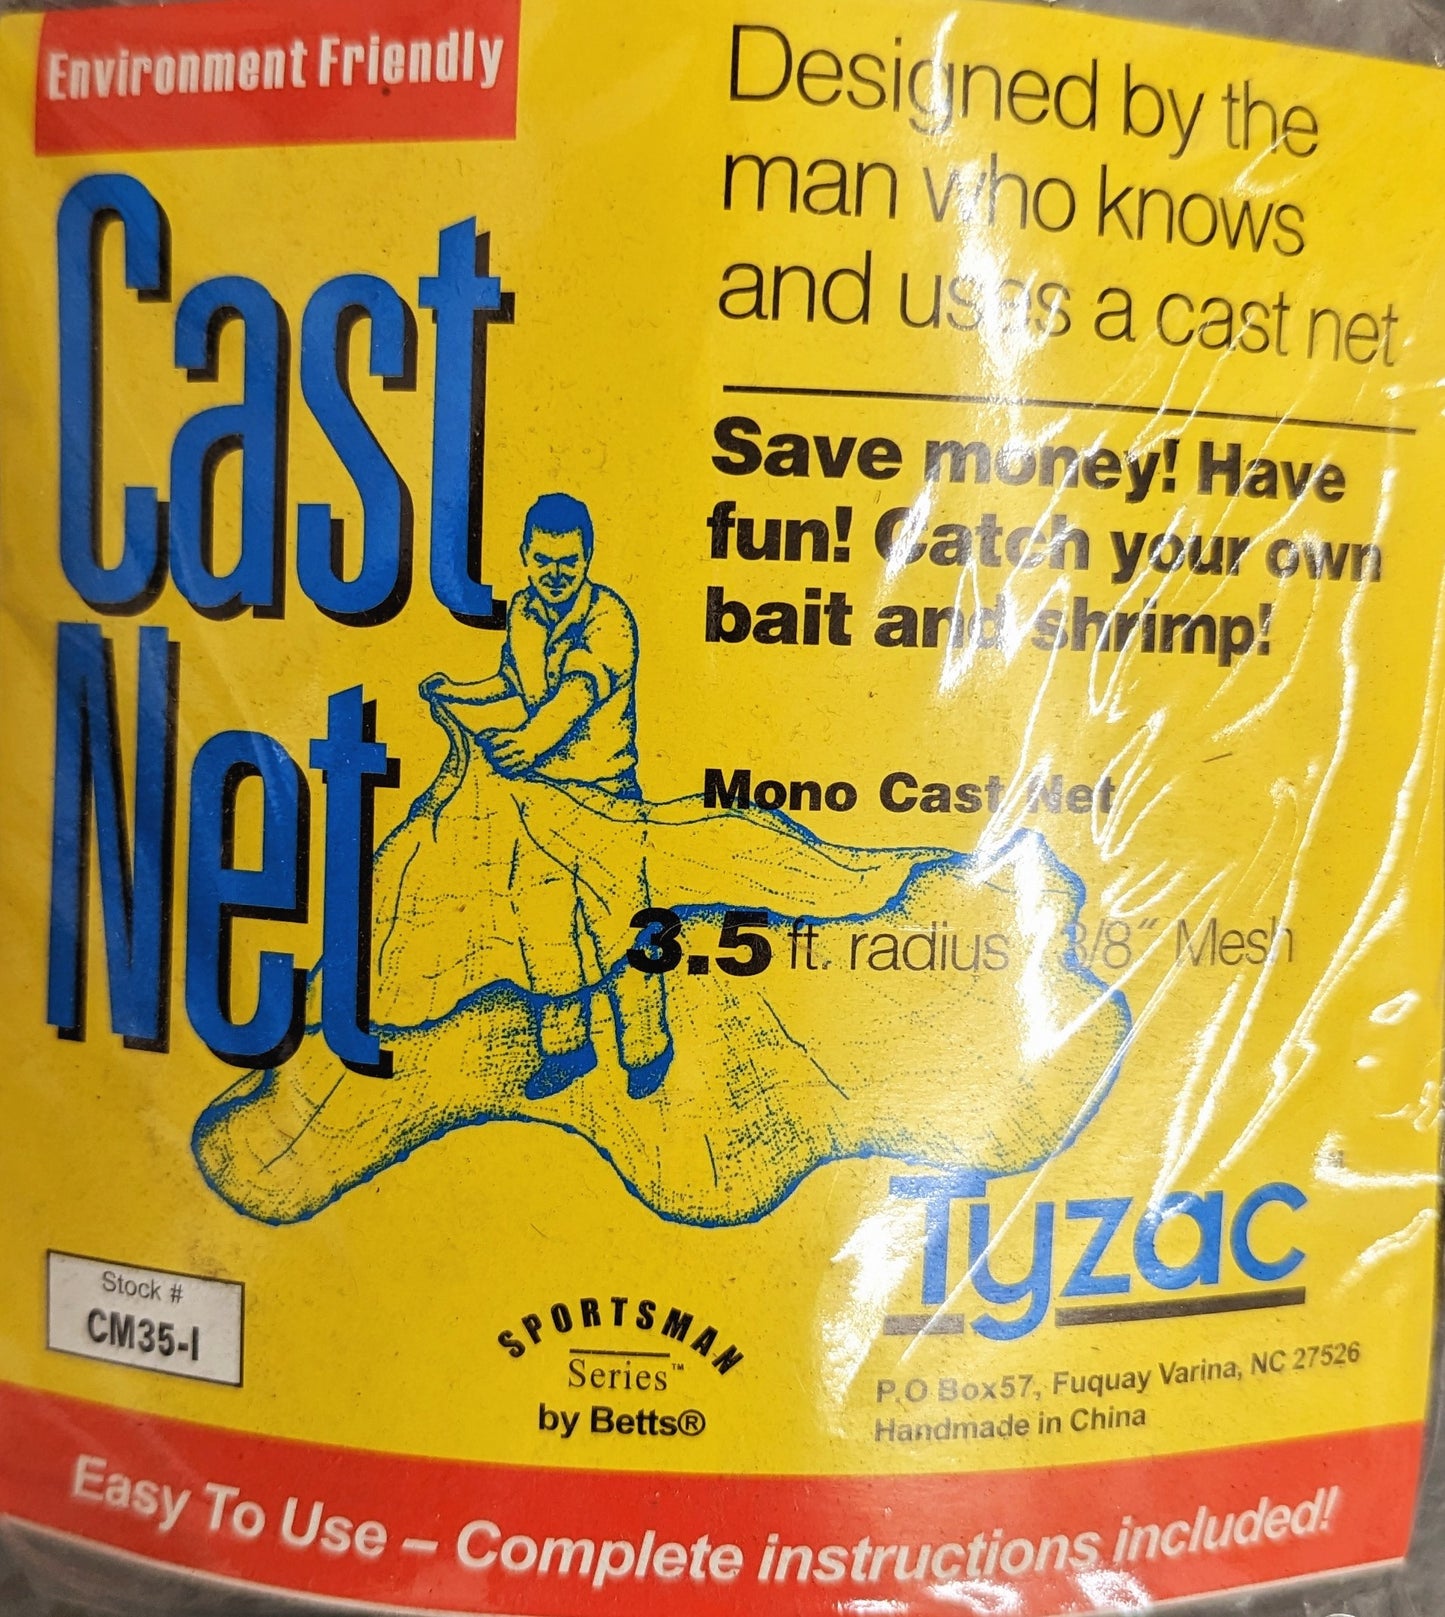 Environment Friendly
Cast
Net
Designed by the
man who knows
and uses a cast net
Save money! Have
fun! Catch your own
bait and shrimp!
Mono Cast Net
3.5 ft. radius 3/8" Mesh
Stock #
CM35-I
SPORTSMAN
Series™
by Betts®
Tyzac
P.O Box57, Fuquay Varina, NC 27526
Handmade in China
Easy To Use – Complete instructions included!